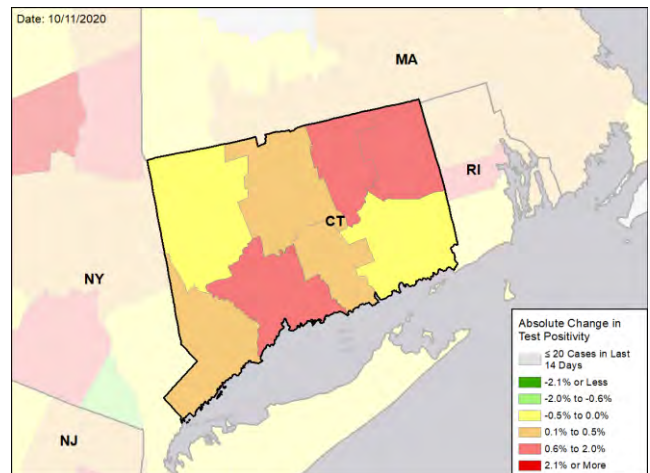 Date: 10/11/2020
MA
RI
CT
NY
NJ
Absolute Change in
Test Positivity
≤ 20 Cases in Last
14 Days
-2.1% or Less
-2.0% to -0.6%
-0.5% to 0.0%
0.1% to 0.5%
0.6% to 2.0%
2.1% or More